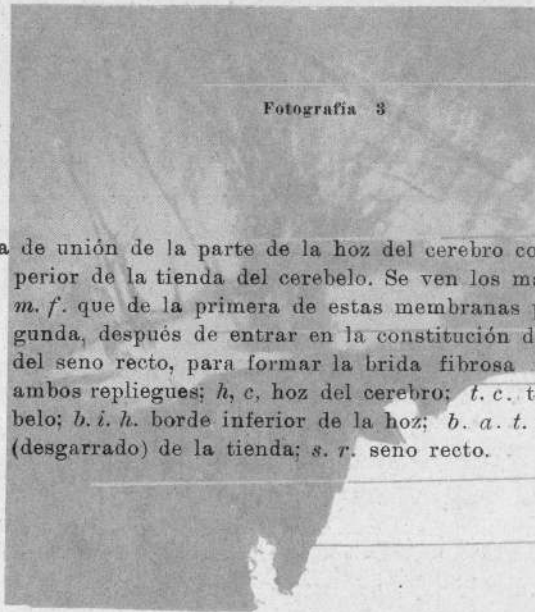 Fotografía 3
a de unión de la parte de la hoz del cerebro co
perior de la tienda del cerebelo. Se ven los m
m. f. que de la primera de estas membranas
gunda, después de entrar en la constitución d
del seno recto, para formar la brida fibrosa
ambos repliegues; h, c, hoz del cerebro; t. c. t
belo; b. i. h. borde inferior de la hoz; b. a. t.
(desgarrado) de la tienda; s. r. seno recto.